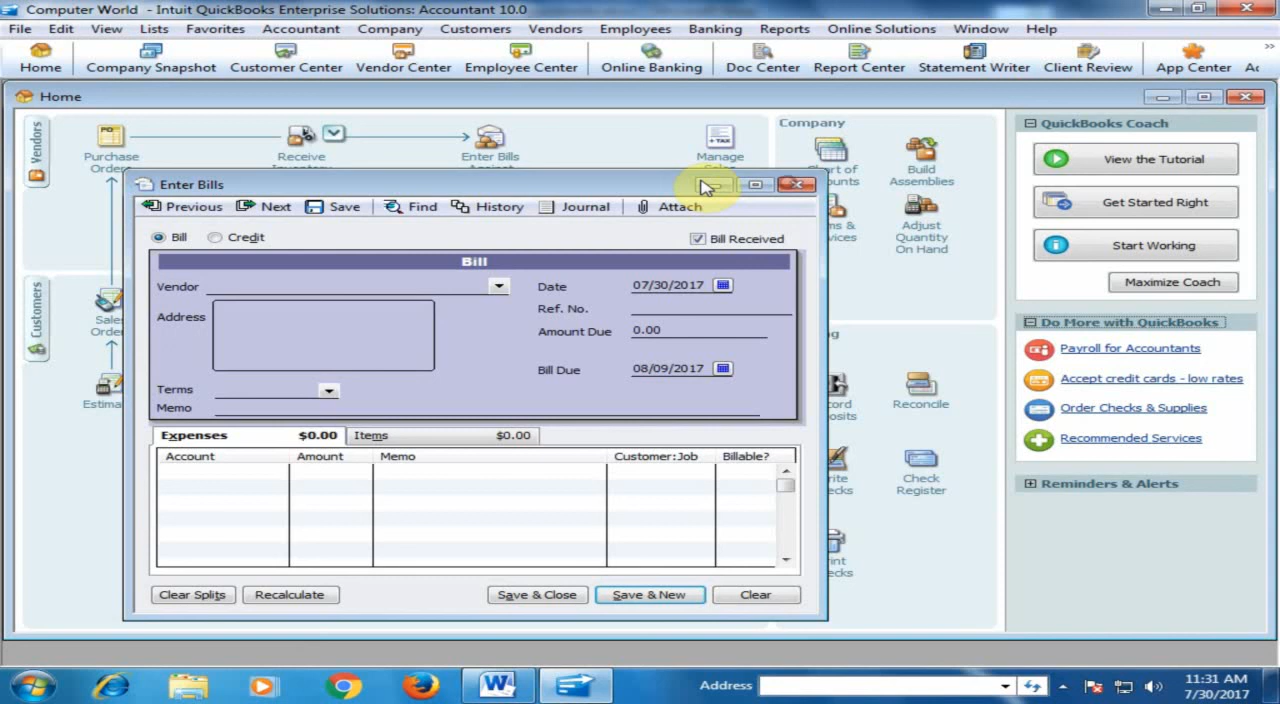 Computer World - Intuit QuickBooks Enterprise Solutions: Accountant 10.0
File Edit View Lists Favorites Accountant Company Customers Vendors Employees Banking Reports Online Solutions Window Help
Home Company Snapshot Customer Center Vendor Center Employee Center Online Banking Doc Center Report Center Statement Writer Client Review App Center
Home
Vendors
Purchase
Receive
Enter Bills
Against
Manage
Company
Build
Assemblies
Adjust
Quantity
On Hand
Customers
Reconcile
Check
Register
Enter Bills
Previous Next Save Find History Journal Attach
Bill Credit Bill Received
Bill
Vendor Date 07/30/2017
Address Ref. No.
Amount Due 0.00
Bill Due 08/09/2017
Terms
Memo
Expenses $0.00 Items $0.00
Account Amount Memo Customer:Job Billable?
Clear Splits Recalculate Save & Close Save & New Clear
QuickBooks Coach
View the Tutorial
Get Started Right
Start Working
Maximize Coach
Do More with QuickBooks
Payroll for Accountants
Accept credit cards - low rates
Order Checks & Supplies
Recommended Services
Reminders & Alerts
Address
11:31 AM
7/30/2017